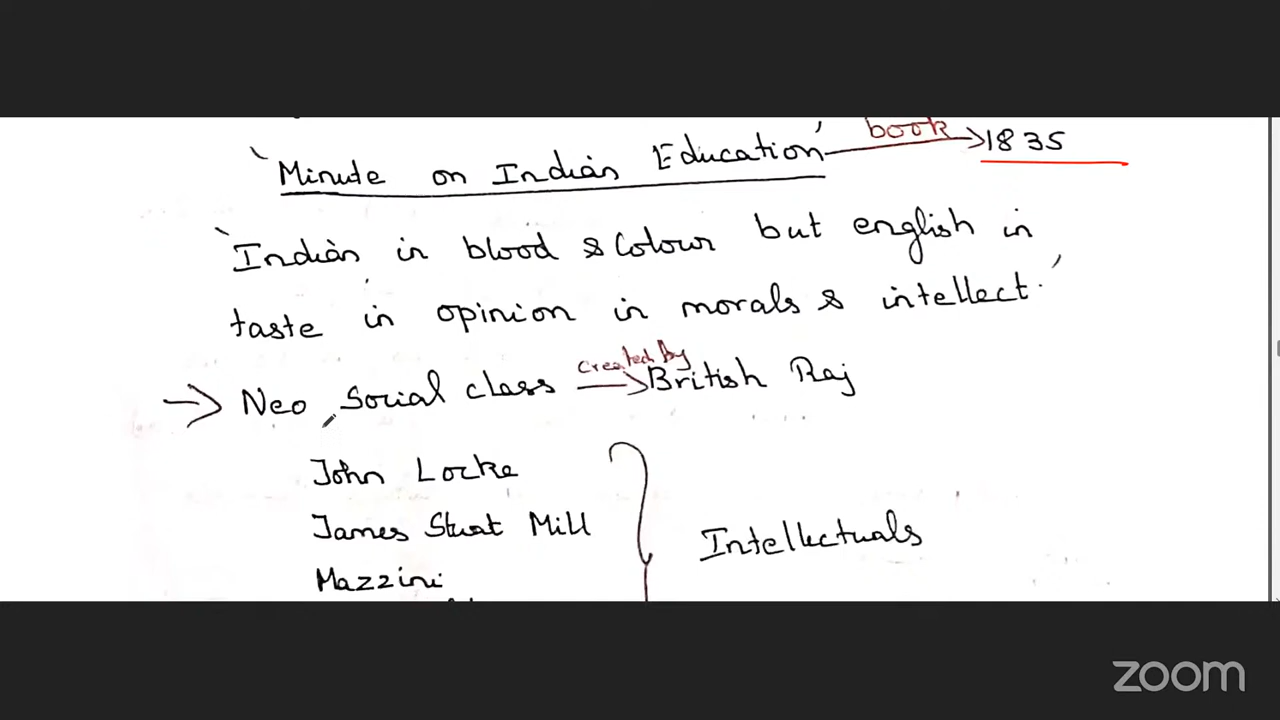 'Minute on Indian Education' book → 1835
'Indian in blood & Colour but english in
taste in opinion in morals & intellect.'
→ Neo Social class created by → British Raj
John Locke
James Stuat Mill
Mazzini
Intellectuals
zoom